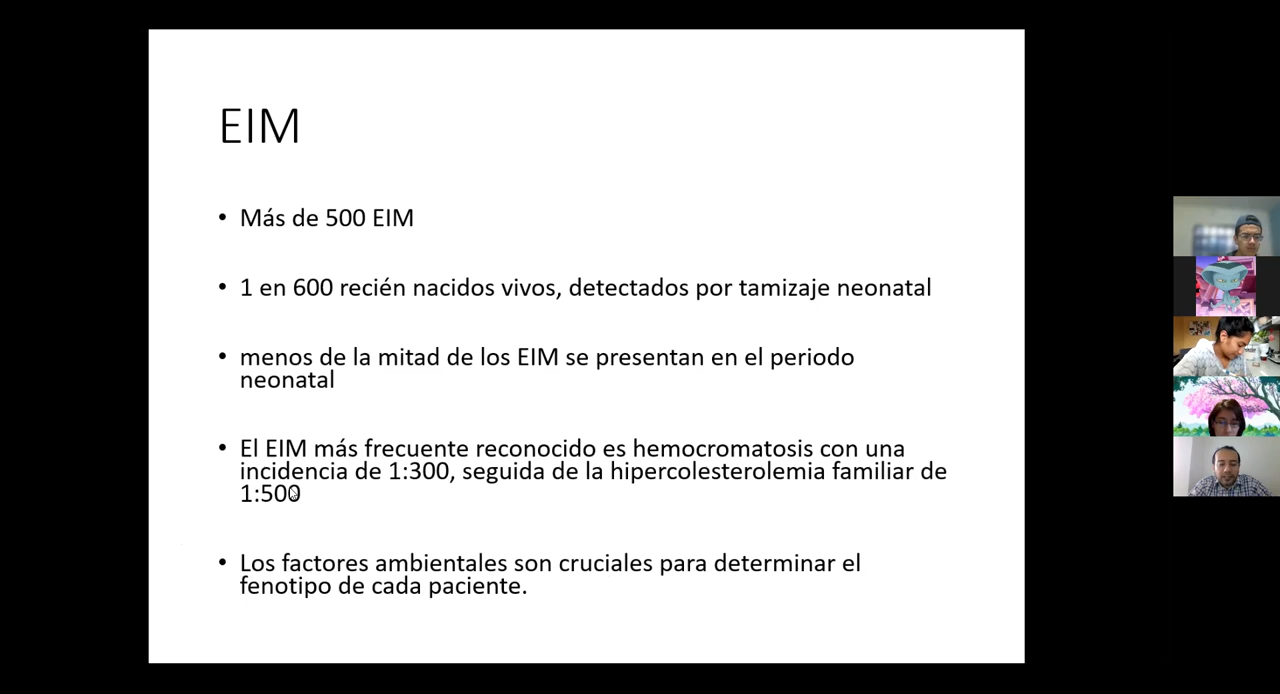 EIM
• Más de 500 EIM
• 1 en 600 recién nacidos vivos, detectados por tamizaje neonatal
• menos de la mitad de los EIM se presentan en el periodo
neonatal
• El EIM más frecuente reconocido es hemocromatosis con una
incidencia de 1:300, seguida de la hipercolesterolemia familiar de
1:500
• Los factores ambientales son cruciales para determinar el
fenotipo de cada paciente.